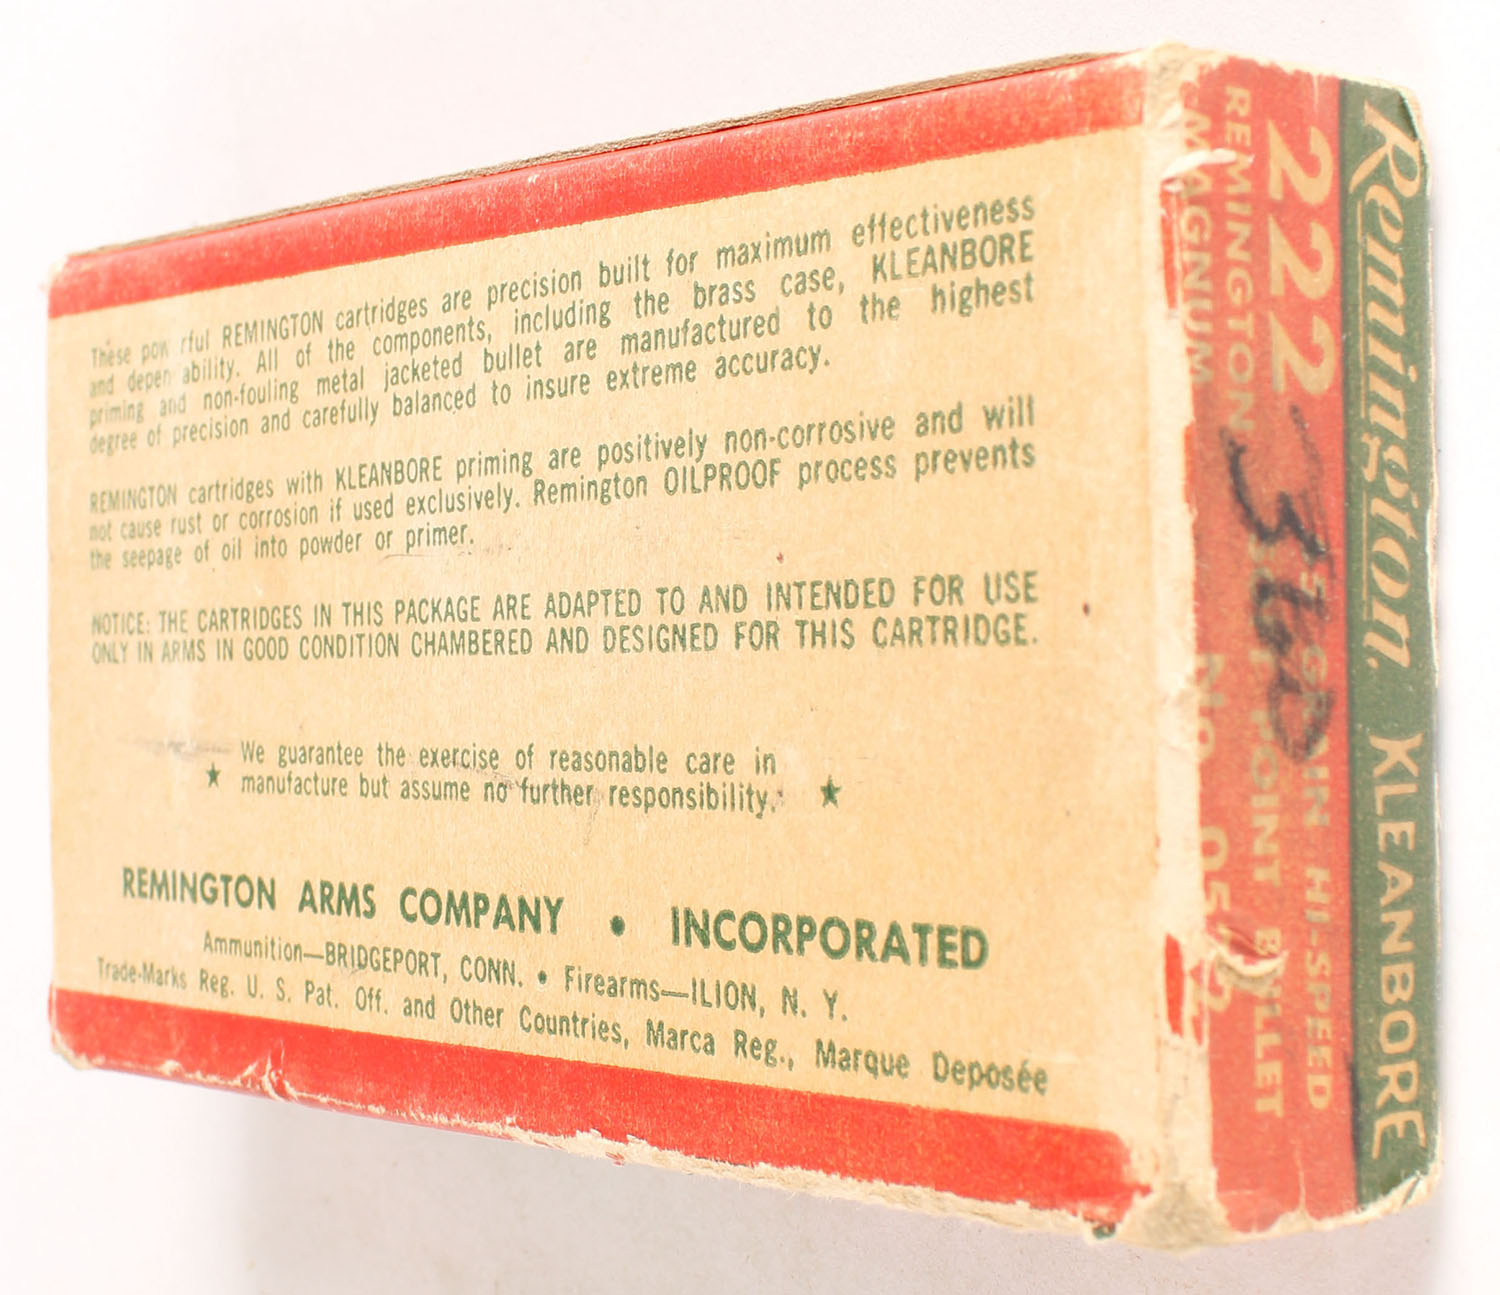 These pow rful REMINGTON cartridges are precision built for maximum effectiveness
and depen ability. All of the components, including the brass case, KLEANBORE
priming and non-fouling metal jacketed bullet are manufactured to the highest
degree of precision and carefully balanced to insure extreme accuracy.
REMINGTON cartridges with KLEANBORE priming are positively non-corrosive and will
not cause rust or corrosion if used exclusively. Remington OILPROOF process prevents
the seepage of oil into powder or primer.
NOTICE: THE CARTRIDGES IN THIS PACKAGE ARE ADAPTED TO AND INTENDED FOR USE
ONLY IN ARMS IN GOOD CONDITION CHAMBERED AND DESIGNED FOR THIS CARTRIDGE.
We guarantee the exercise of reasonable care in
★ manufacture but assume no further responsibility. ★
REMINGTON ARMS COMPANY • INCORPORATED
Ammunition—BRIDGEPORT, CONN. • Firearms—ILION, N. Y.
Trade-Marks Reg. U. S. Pat. Off. and Other Countries, Marca Reg., Marque Deposée
Remington. KLEANBORE
222
REMINGTON
MAGNUM
GRAIN HI-SPEED
POINT BULLET
No.